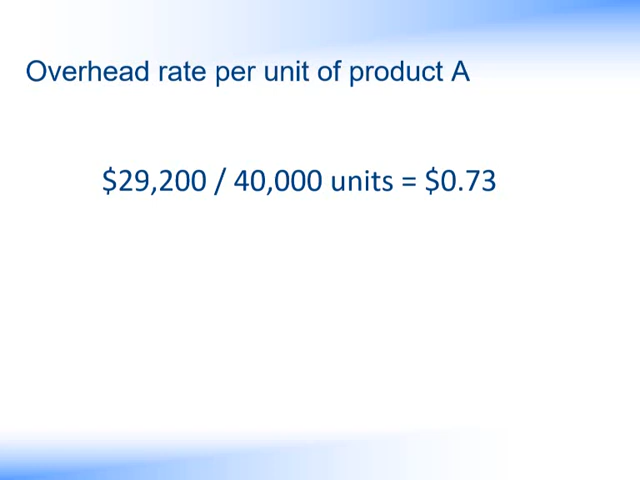 Overhead rate per unit of product A
$29,200 / 40,000 units = $0.73